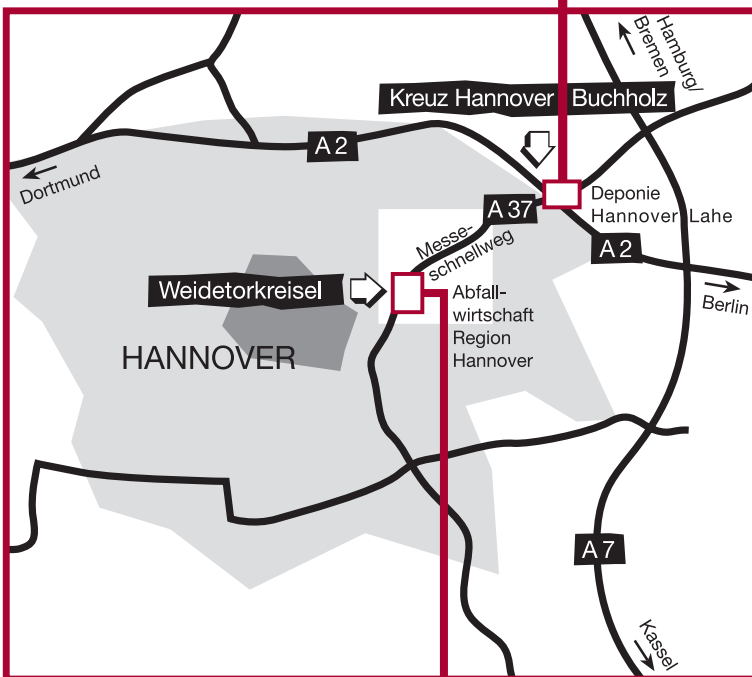 Hamburg/
Bremen
Kreuz Hannover Buchholz
A 2
Dortmund
Deponie
Hannover Lahe
A 37
A 2
Messe-
schnellweg
Berlin
Weidetorkreisel
Abfall-
wirtschaft
Region
Hannover
HANNOVER
A 7
Kassel